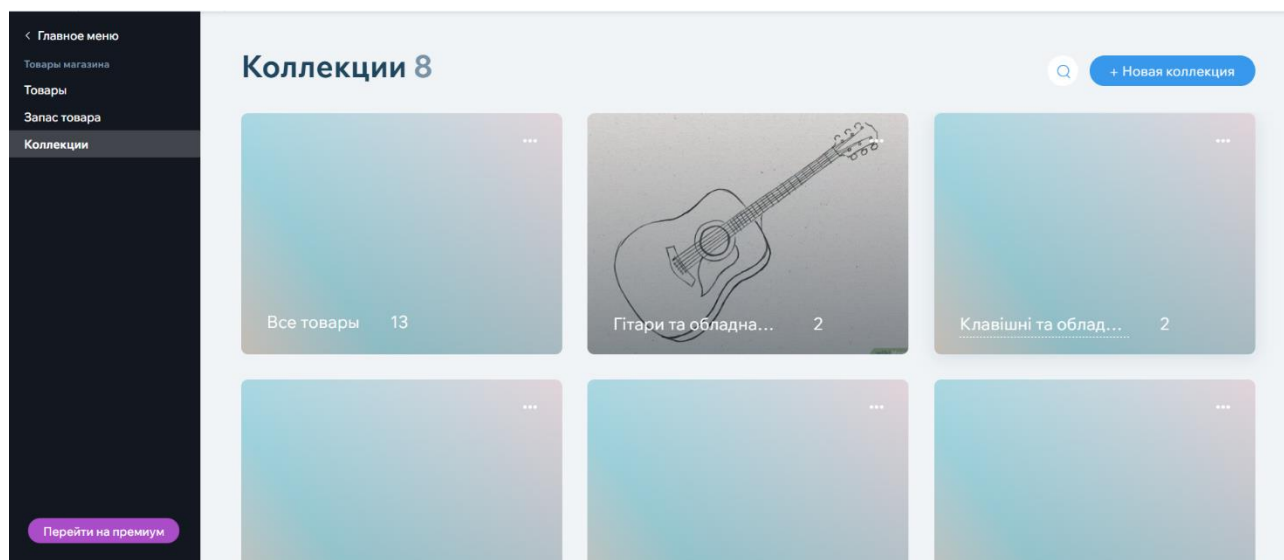 < Главное меню
Товары магазина
Товары
Запас товара
Коллекции
Перейти на премиум
Коллекции 8
+ Новая коллекция
Все товары 13
Гітари та обладна... 2
Клавішні та облад... 2